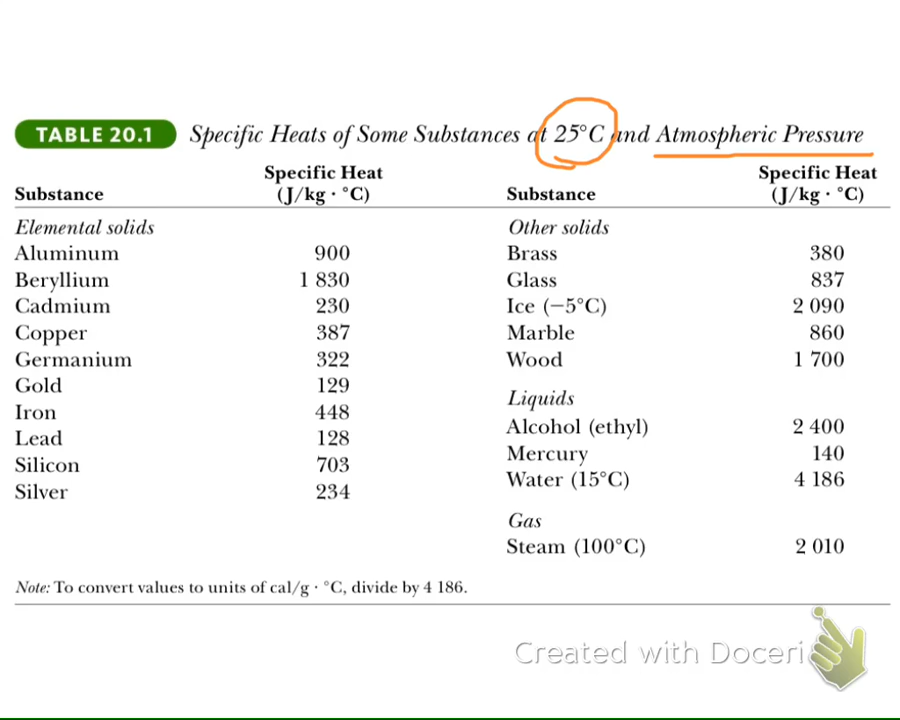 TABLE 20.1 Specific Heats of Some Substances at 25°C and Atmospheric Pressure
Substance Specific Heat (J/kg · °C)
Elemental solids
Aluminum 900
Beryllium 1 830
Cadmium 230
Copper 387
Germanium 322
Gold 129
Iron 448
Lead 128
Silicon 703
Silver 234
Substance Specific Heat (J/kg · °C)
Other solids
Brass 380
Glass 837
Ice (−5°C) 2 090
Marble 860
Wood 1 700
Liquids
Alcohol (ethyl) 2 400
Mercury 140
Water (15°C) 4 186
Gas
Steam (100°C) 2 010
Note: To convert values to units of cal/g · °C, divide by 4 186.
Created with Doceri